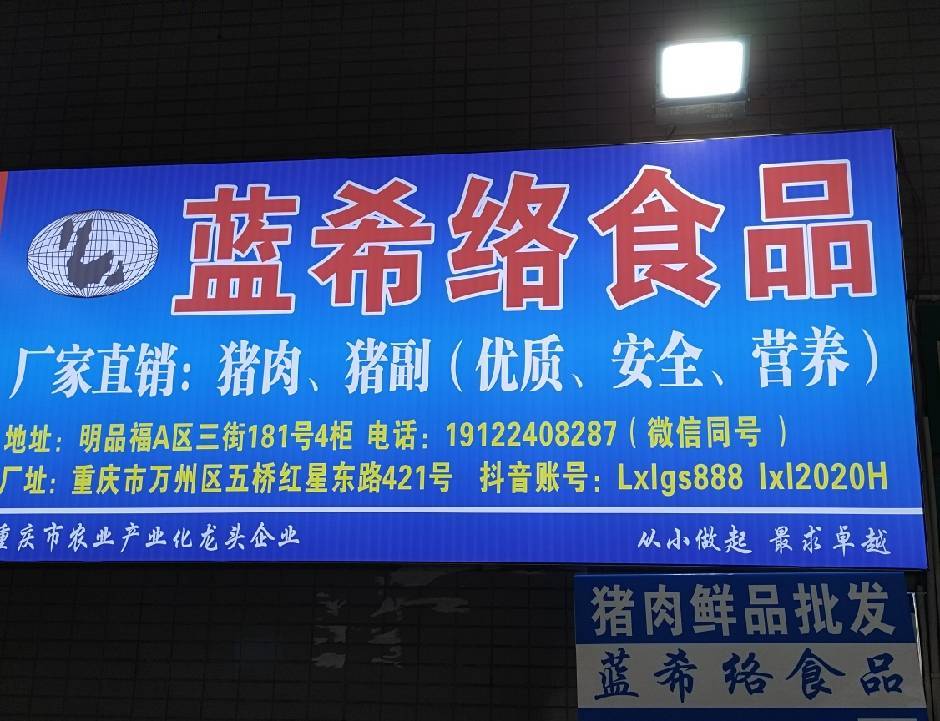 蓝希络食品
厂家直销：猪肉、猪副（优质、安全、营养）
地址：明品福A区三街181号4柜 电话：19122408287（微信同号 ）
厂址：重庆市万州区五桥红星东路421号 抖音账号：Lxlgs888 lxl2020H
重庆市农业产业化龙头企业 从小做起 最求卓越
猪肉鲜品批发
蓝希络食品